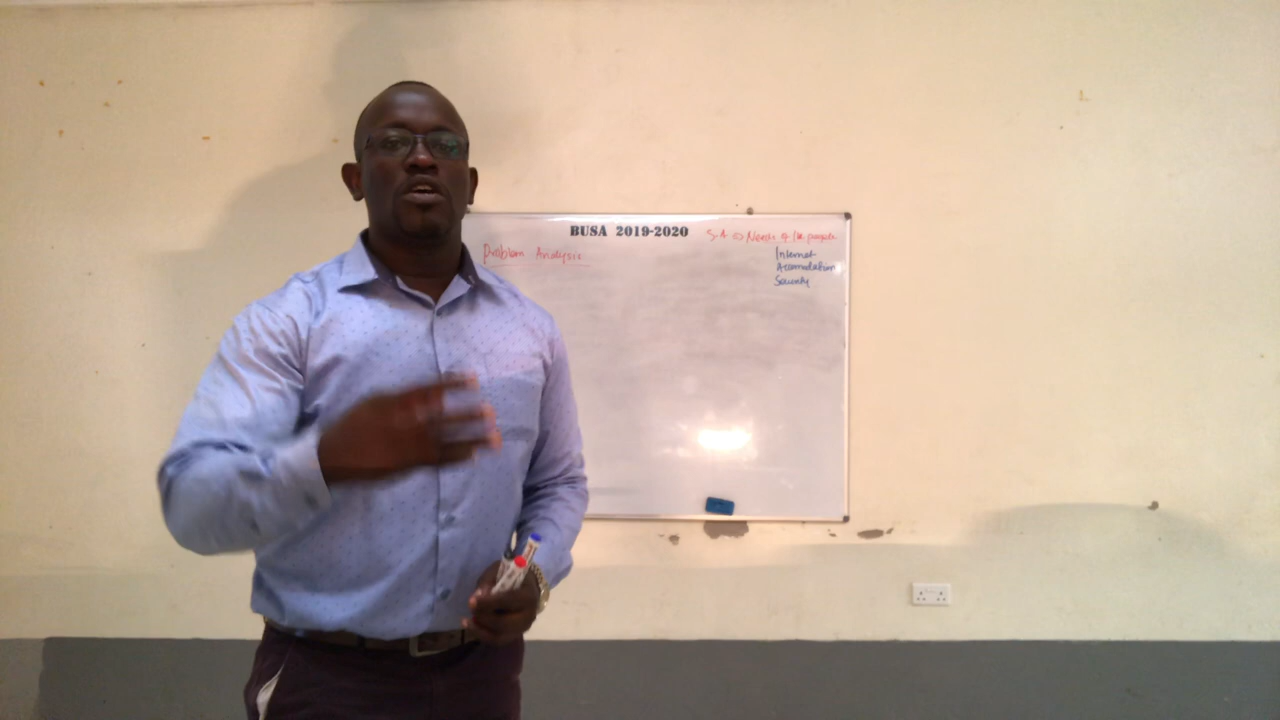 BUSA 2019-2020
S.A => Needs of the people
Problem Analysis
Internet
Accomodation
Security